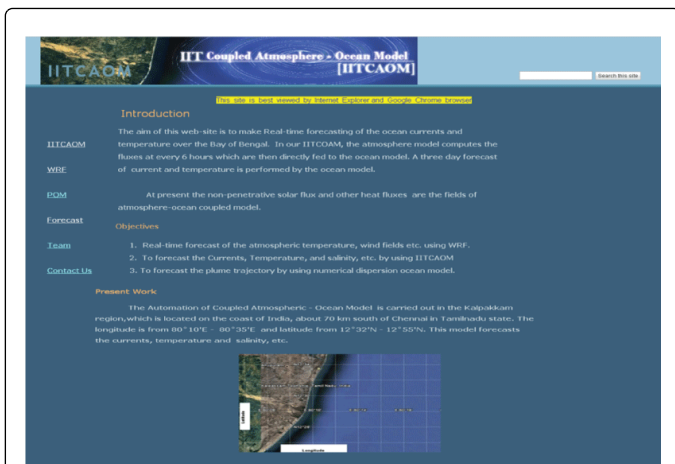 IITCAOM
IIT Coupled Atmosphere - Ocean Model
[IITCAOM]
Search this site
This site is best viewed by Internet Explorer and Google Chrome browser
Introduction
The aim of this web-site is to make Real-time forecasting of the ocean currents and
temperature over the Bay of Bengal. In our IITCOAM, the atmosphere model computes the
fluxes at every 6 hours which are then directly fed to the ocean model. A three day forecast
of current and temperature is performed by the ocean model.
At present the non-penetrative solar flux and other heat fluxes are the fields of
atmosphere-ocean coupled model.
IITCAOM
WRF
POM
Forecast
Team
Contact Us
Objectives
1. Real-time forecast of the atmospheric temperature, wind fields etc. using WRF.
2. To forecast the Currents, Temperature, and salinity, etc. by using IITCAOM
3. To forecast the plume trajectory by using numerical dispersion ocean model.
Present Work
The Automation of Coupled Atmospheric - Ocean Model is carried out in the Kalpakkam
region,which is located on the coast of India, about 70 km south of Chennai in Tamilnadu state. The
longitude is from 80°10'E - 80°35'E and latitude from 12°32'N - 12°55'N. This model forecasts
the currents, temperature and salinity, etc.
Tamil Nadu, India
Longitude